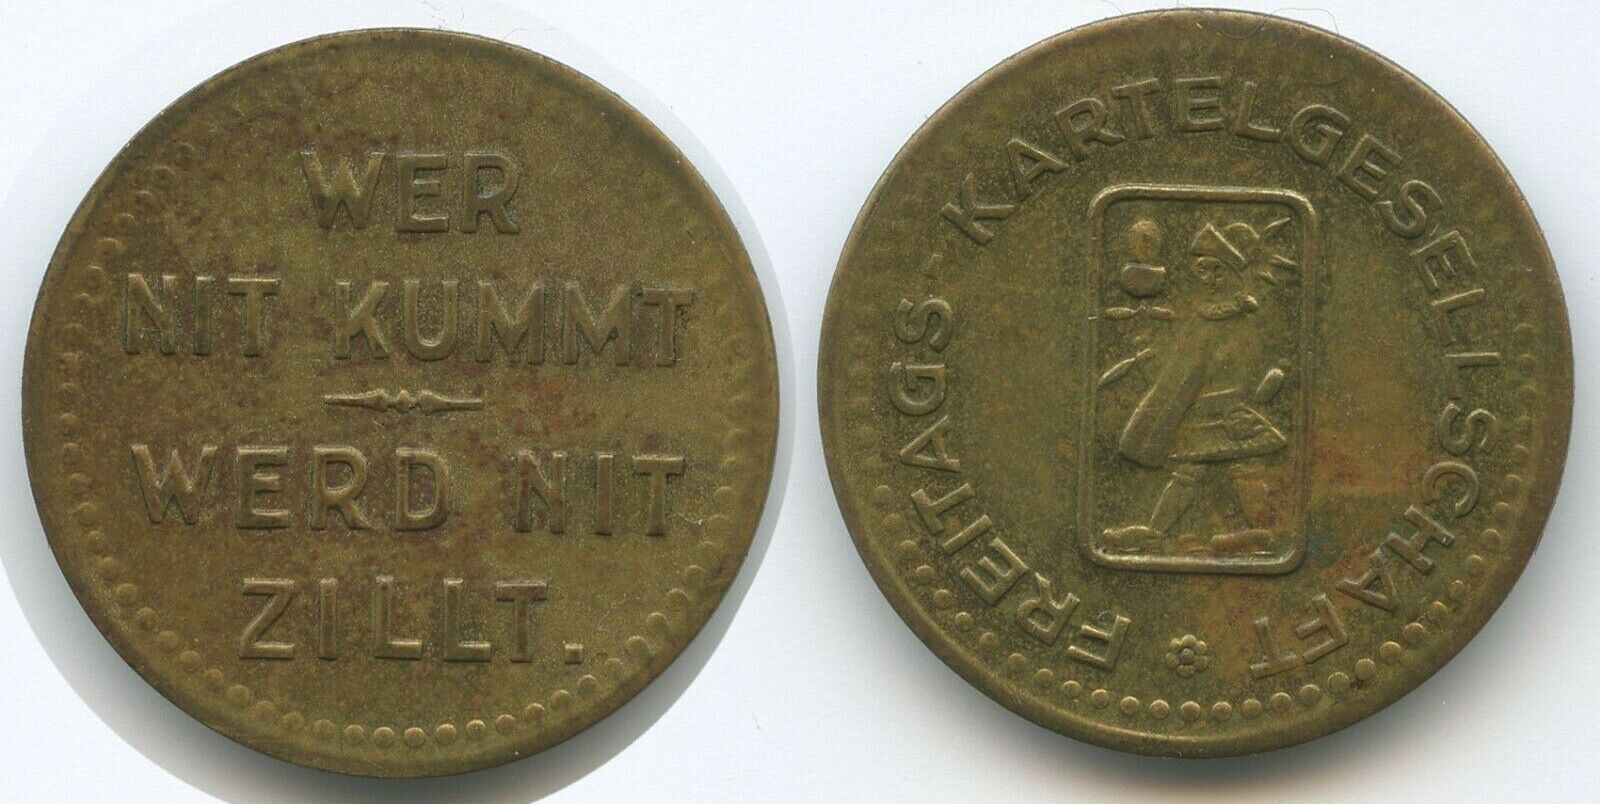 WER
NIT KUMMT
WERD NIT
ZILLT.
FREITAGS-KARTELGESELLSCHAFT